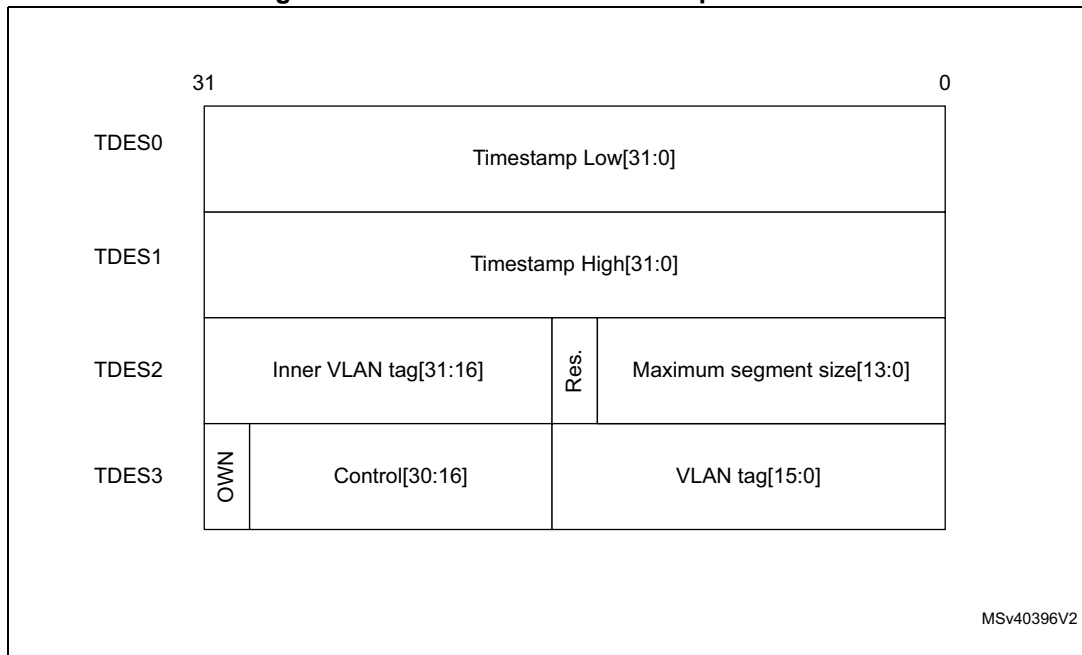 31 0
TDES0 Timestamp Low[31:0]
TDES1 Timestamp High[31:0]
TDES2 Inner VLAN tag[31:16] Res. Maximum segment size[13:0]
TDES3 OWN Control[30:16] VLAN tag[15:0]
MSv40396V2